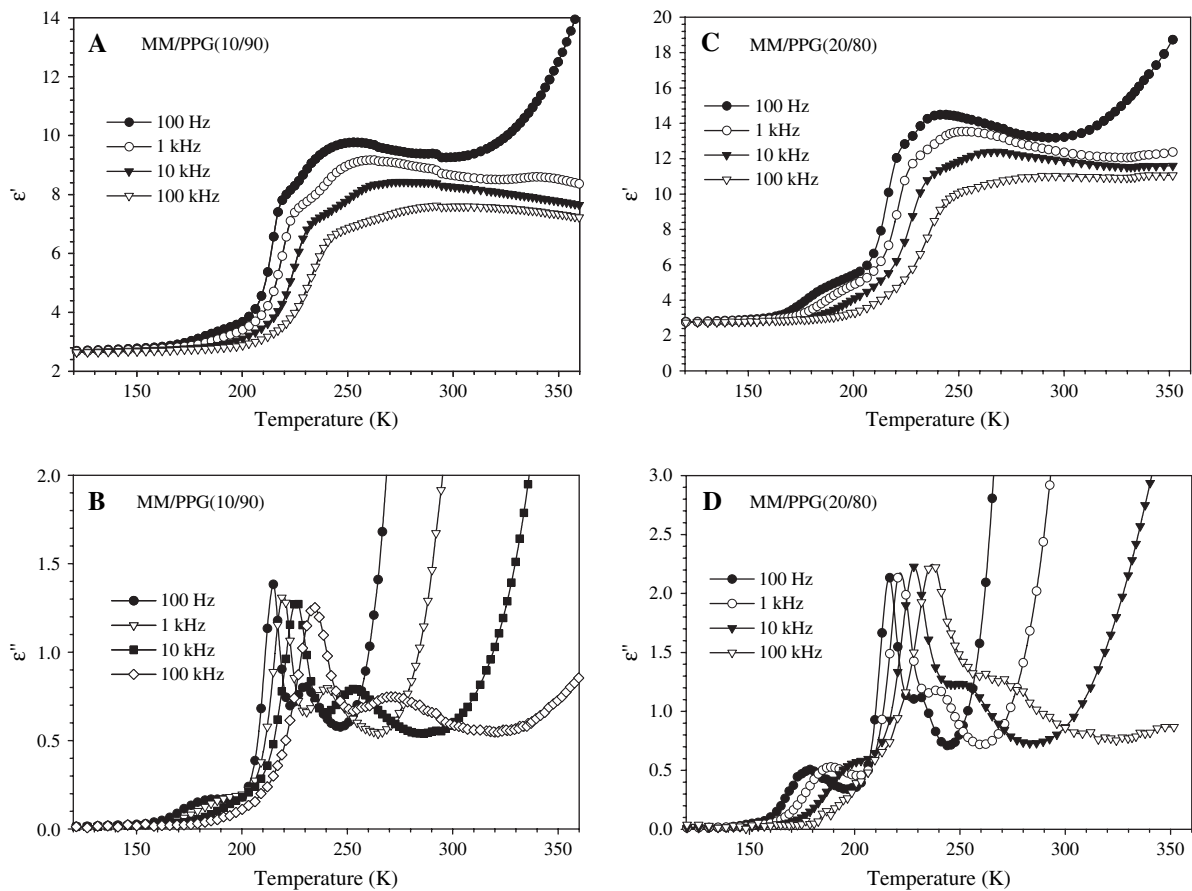 A MM/PPG(10/90)
100 Hz
1 kHz
10 kHz
100 kHz
14
12
10
8
6
4
2
ε'
150 200 250 300 350
Temperature (K)
C MM/PPG(20/80)
100 Hz
1 kHz
10 kHz
100 kHz
20
18
16
14
12
10
8
6
4
2
0
ε'
150 200 250 300 350
Temperature (K)
B MM/PPG(10/90)
100 Hz
1 kHz
10 kHz
100 kHz
2.0
1.5
1.0
0.5
0.0
ε"
150 200 250 300 350
Temperature (K)
D MM/PPG(20/80)
100 Hz
1 kHz
10 kHz
100 kHz
3.0
2.5
2.0
1.5
1.0
0.5
0.0
ε"
150 200 250 300 350
Temperature (K)